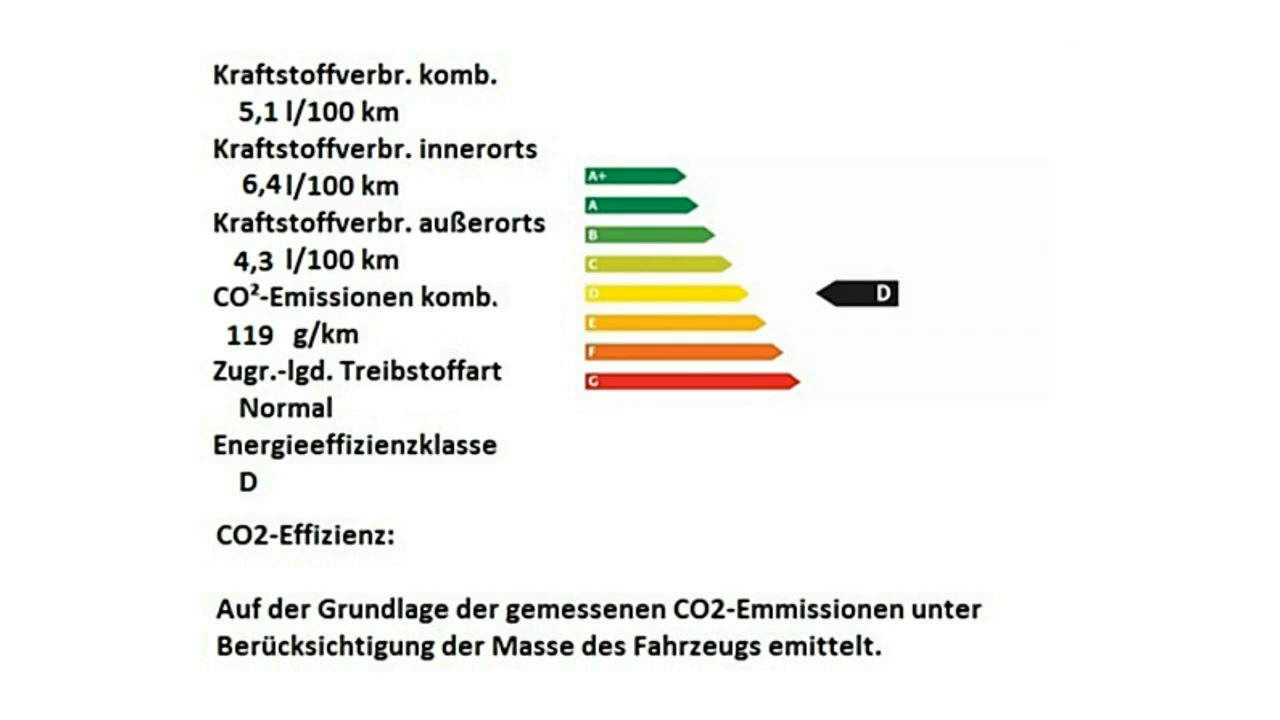 Kraftstoffverbr. komb.
5,1 l/100 km
Kraftstoffverbr. innerorts
6,4 l/100 km
Kraftstoffverbr. außerorts
4,3 l/100 km
CO²-Emissionen komb.
119 g/km
Zugr.-lgd. Treibstoffart
Normal
Energieeffizienzklasse
D
A+
A
B
C
D
D
E
F
G
CO2-Effizienz:
Auf der Grundlage der gemessenen CO2-Emmissionen unter
Berücksichtigung der Masse des Fahrzeugs emittelt.